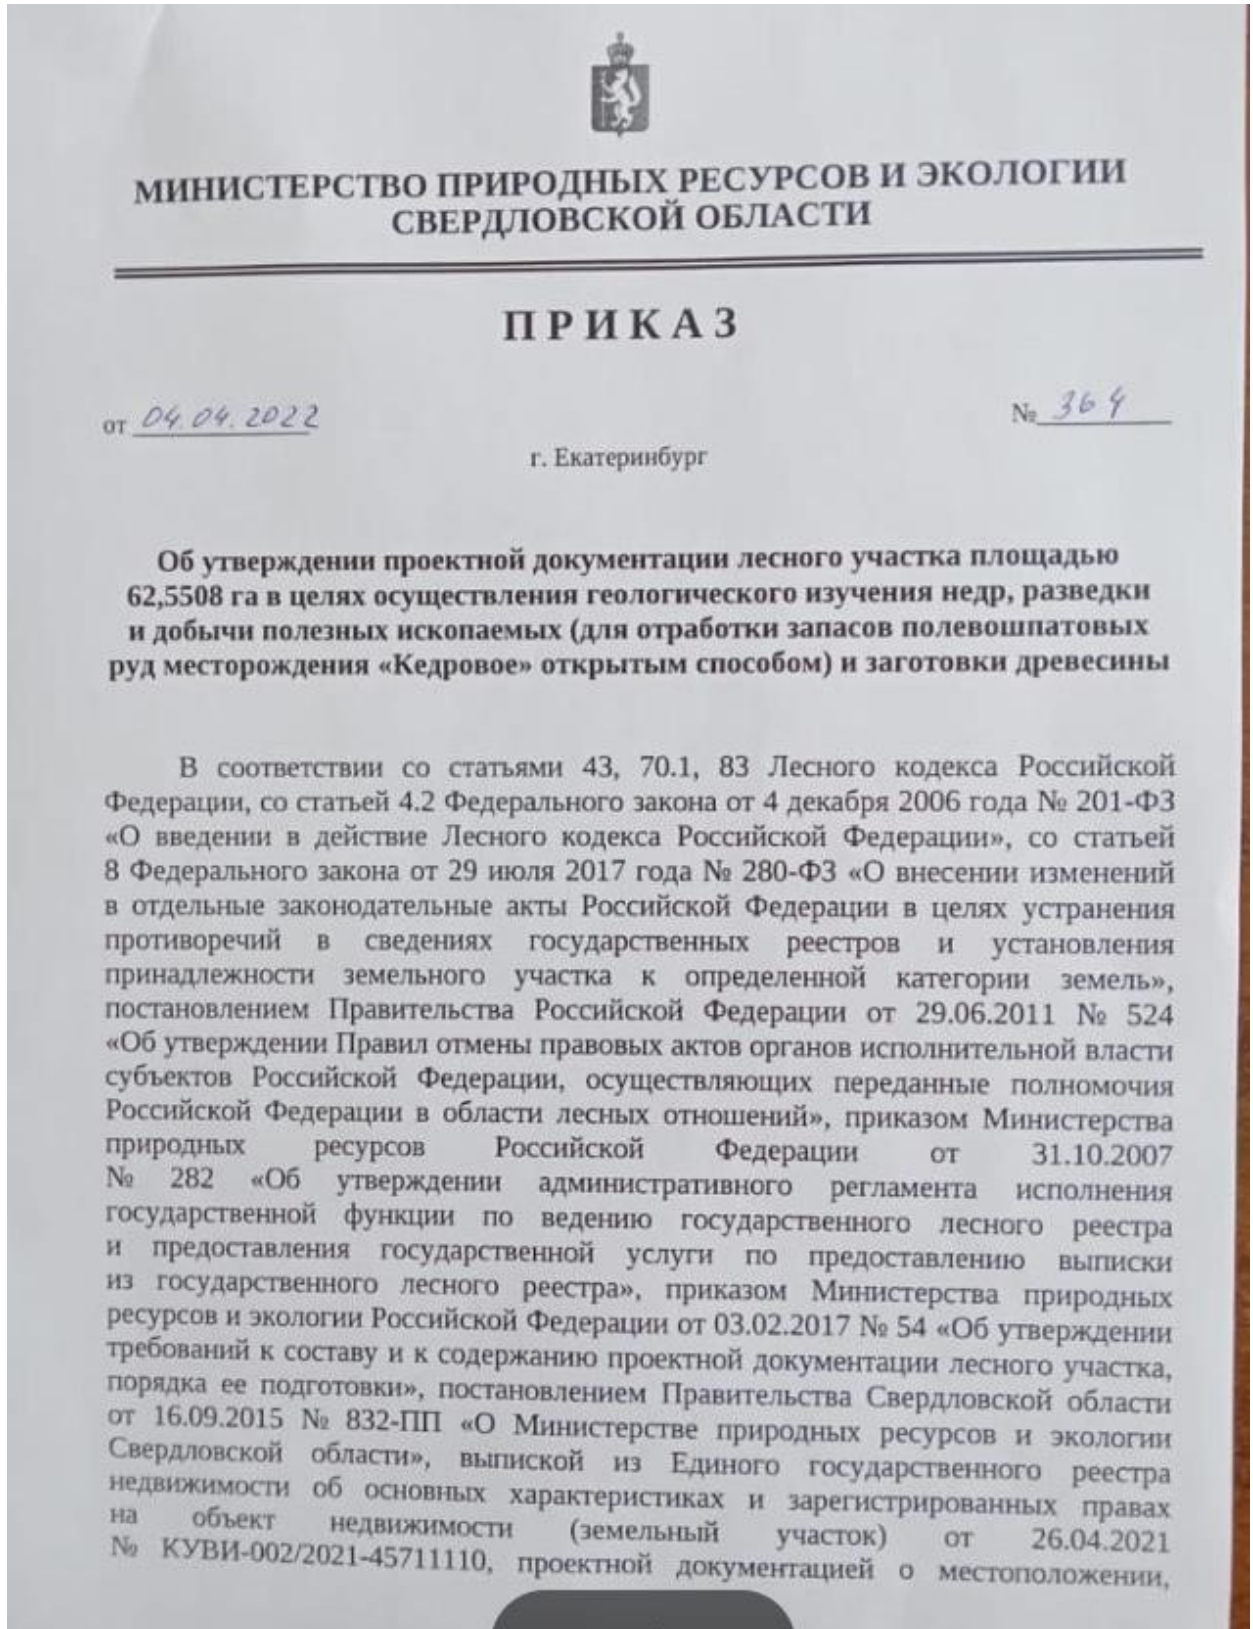 МИНИСТЕРСТВО ПРИРОДНЫХ РЕСУРСОВ И ЭКОЛОГИИ
СВЕРДЛОВСКОЙ ОБЛАСТИ
П Р И К А З
от 04.04.2022
№ 364
г. Екатеринбург
Об утверждении проектной документации лесного участка площадью
62,5508 га в целях осуществления геологического изучения недр, разведки
и добычи полезных ископаемых (для отработки запасов полевошпатовых
руд месторождения «Кедровое» открытым способом) и заготовки древесины
В соответствии со статьями 43, 70.1, 83 Лесного кодекса Российской
Федерации, со статьей 4.2 Федерального закона от 4 декабря 2006 года № 201-ФЗ
«О введении в действие Лесного кодекса Российской Федерации», со статьей
8 Федерального закона от 29 июля 2017 года № 280-ФЗ «О внесении изменений
в отдельные законодательные акты Российской Федерации в целях устранения
противоречий в сведениях государственных реестров и установления
принадлежности земельного участка к определенной категории земель»,
постановлением Правительства Российской Федерации от 29.06.2011 № 524
«Об утверждении Правил отмены правовых актов органов исполнительной власти
субъектов Российской Федерации, осуществляющих переданные полномочия
Российской Федерации в области лесных отношений», приказом Министерства
природных ресурсов Российской Федерации от 31.10.2007
№ 282 «Об утверждении административного регламента исполнения
государственной функции по ведению государственного лесного реестра
и предоставления государственной услуги по предоставлению выписки
из государственного лесного реестра», приказом Министерства природных
ресурсов и экологии Российской Федерации от 03.02.2017 № 54 «Об утверждении
требований к составу и к содержанию проектной документации лесного участка,
порядка ее подготовки», постановлением Правительства Свердловской области
от 16.09.2015 № 832-ПП «О Министерстве природных ресурсов и экологии
Свердловской области», выпиской из Единого государственного реестра
недвижимости об основных характеристиках и зарегистрированных правах
на объект недвижимости (земельный участок) от 26.04.2021
№ КУВИ-002/2021-45711110, проектной документацией о местоположении,